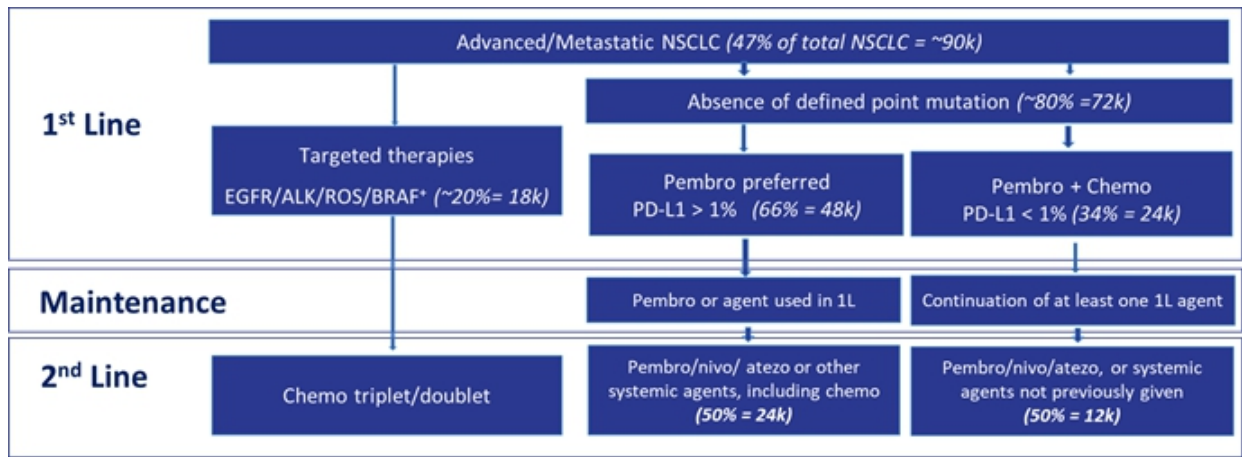 Advanced/Metastatic NSCLC (47% of total NSCLC = ~90k)
1st Line
Absence of defined point mutation (~80% =72k)
Targeted therapies
EGFR/ALK/ROS/BRAF+ (~20%= 18k)
Pembro preferred
PD-L1 > 1% (66% = 48k)
Pembro + Chemo
PD-L1 < 1% (34% = 24k)
Maintenance
Pembro or agent used in 1L
Continuation of at least one 1L agent
2nd Line
Chemo triplet/doublet
Pembro/nivo/ atezo or other
systemic agents, including chemo
(50% = 24k)
Pembro/nivo/atezo, or systemic
agents not previously given
(50% = 12k)